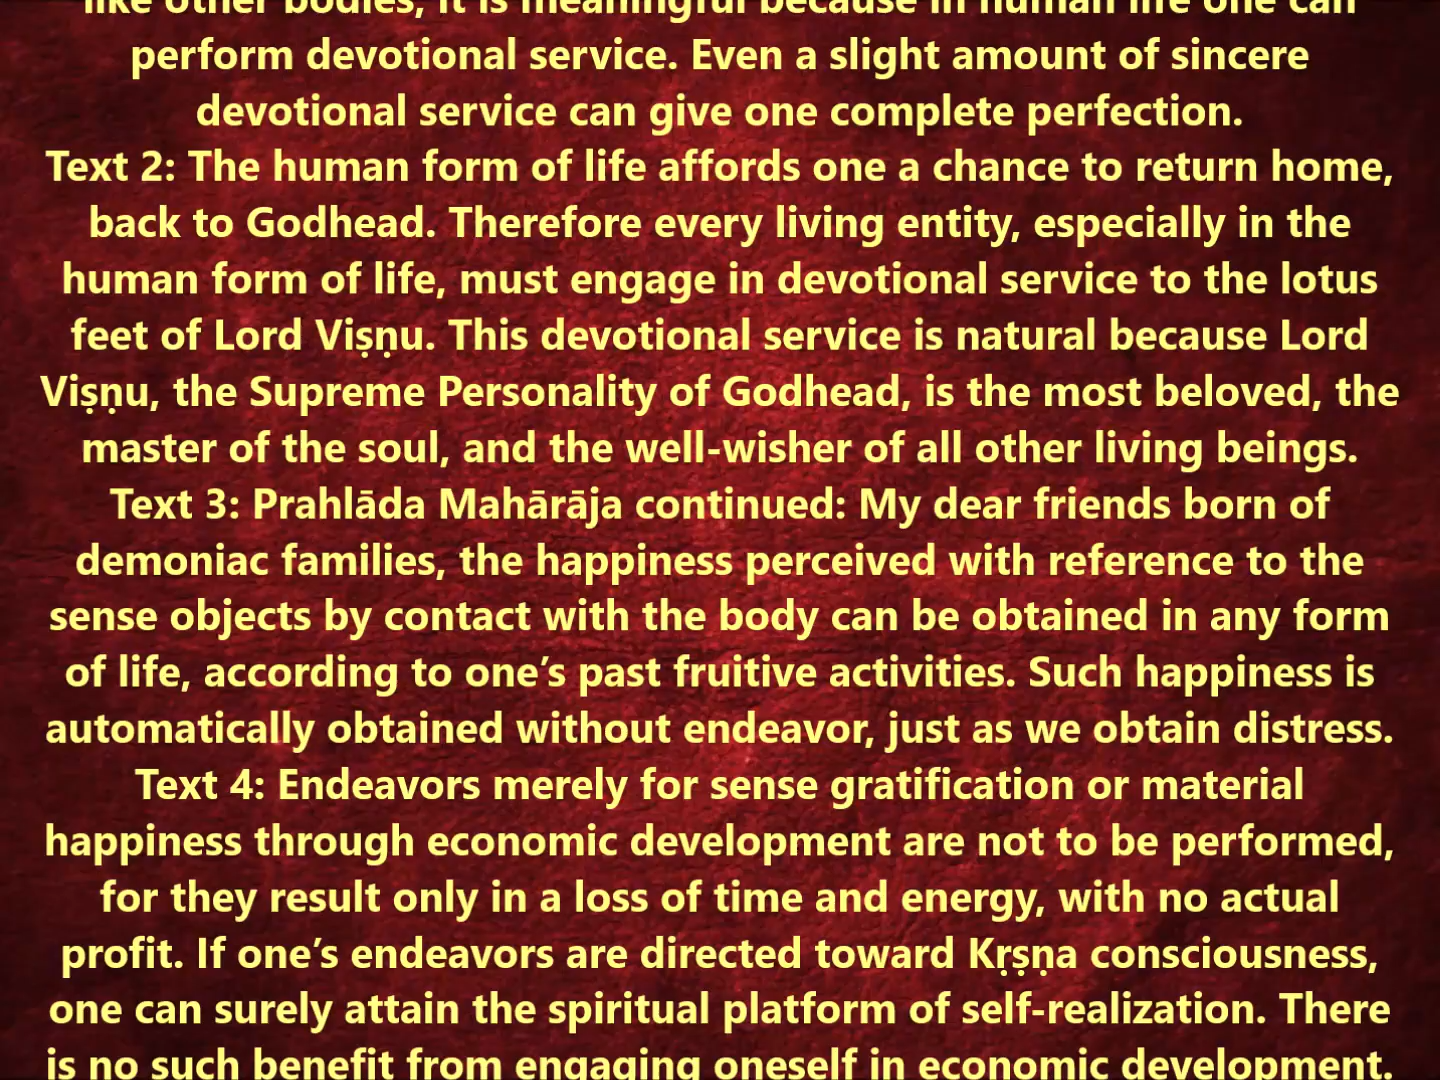 like other bodies, it is meaningful because in human life one can
perform devotional service. Even a slight amount of sincere
devotional service can give one complete perfection.
Text 2: The human form of life affords one a chance to return home,
back to Godhead. Therefore every living entity, especially in the
human form of life, must engage in devotional service to the lotus
feet of Lord Viṣṇu. This devotional service is natural because Lord
Viṣṇu, the Supreme Personality of Godhead, is the most beloved, the
master of the soul, and the well-wisher of all other living beings.
Text 3: Prahlāda Mahārāja continued: My dear friends born of
demoniac families, the happiness perceived with reference to the
sense objects by contact with the body can be obtained in any form
of life, according to one’s past fruitive activities. Such happiness is
automatically obtained without endeavor, just as we obtain distress.
Text 4: Endeavors merely for sense gratification or material
happiness through economic development are not to be performed,
for they result only in a loss of time and energy, with no actual
profit. If one’s endeavors are directed toward Kṛṣṇa consciousness,
one can surely attain the spiritual platform of self-realization. There
is no such benefit from engaging oneself in economic development.